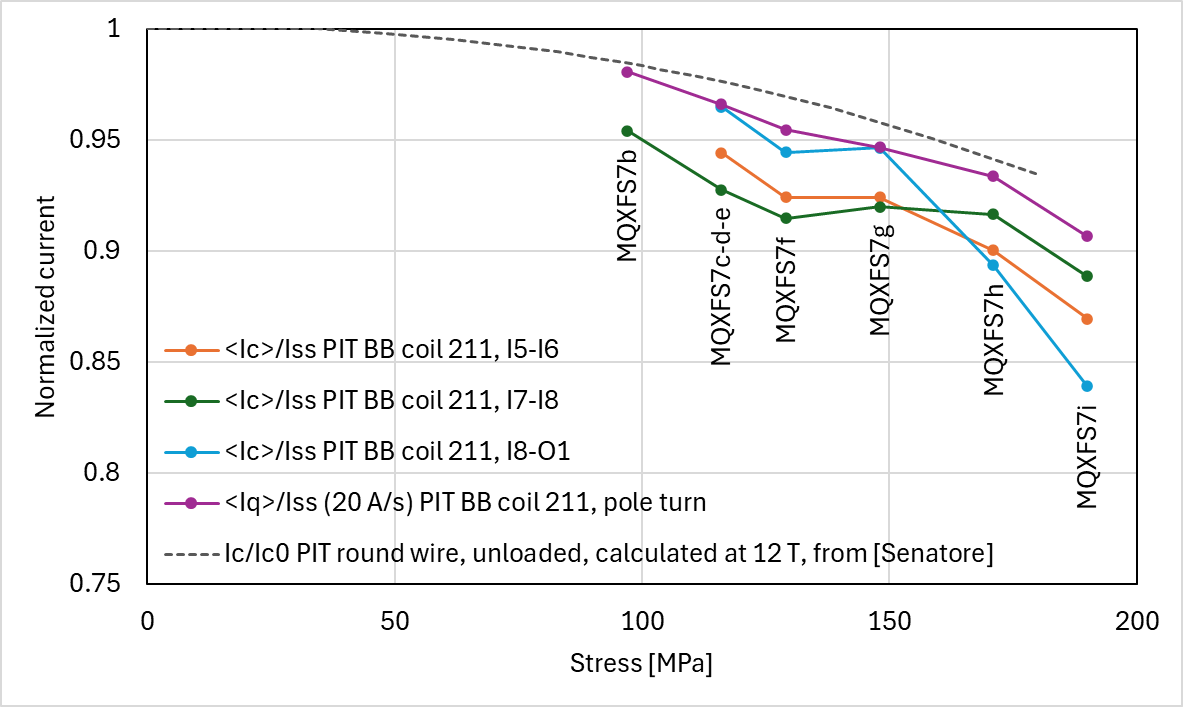 1
0.95
0.9
0.85
0.8
0.75
Normalized current
MQXFS7b
MQXFS7c-d-e
MQXFS7f
MQXFS7g
MQXFS7h
MQXFS7i
<Ic>/Iss PIT BB coil 211, I5-I6
<Ic>/Iss PIT BB coil 211, I7-I8
<Ic>/Iss PIT BB coil 211, I8-O1
<Iq>/Iss (20 A/s) PIT BB coil 211, pole turn
Ic/Ic0 PIT round wire, unloaded, calculated at 12 T, from [Senatore]
0 50 100 150 200
Stress [MPa]